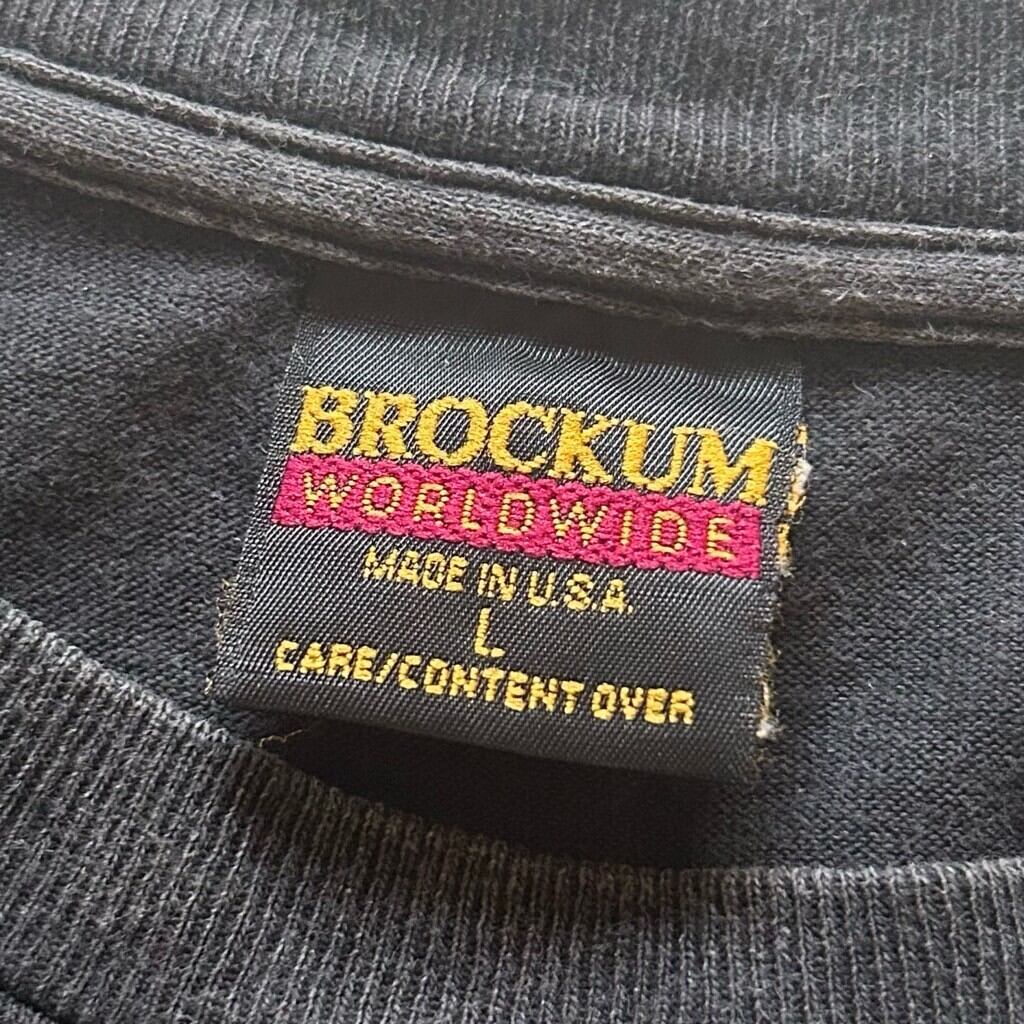 BROCKUM
WORLDWIDE
MADE IN U.S.A.
L
CARE/CONTENT OVER